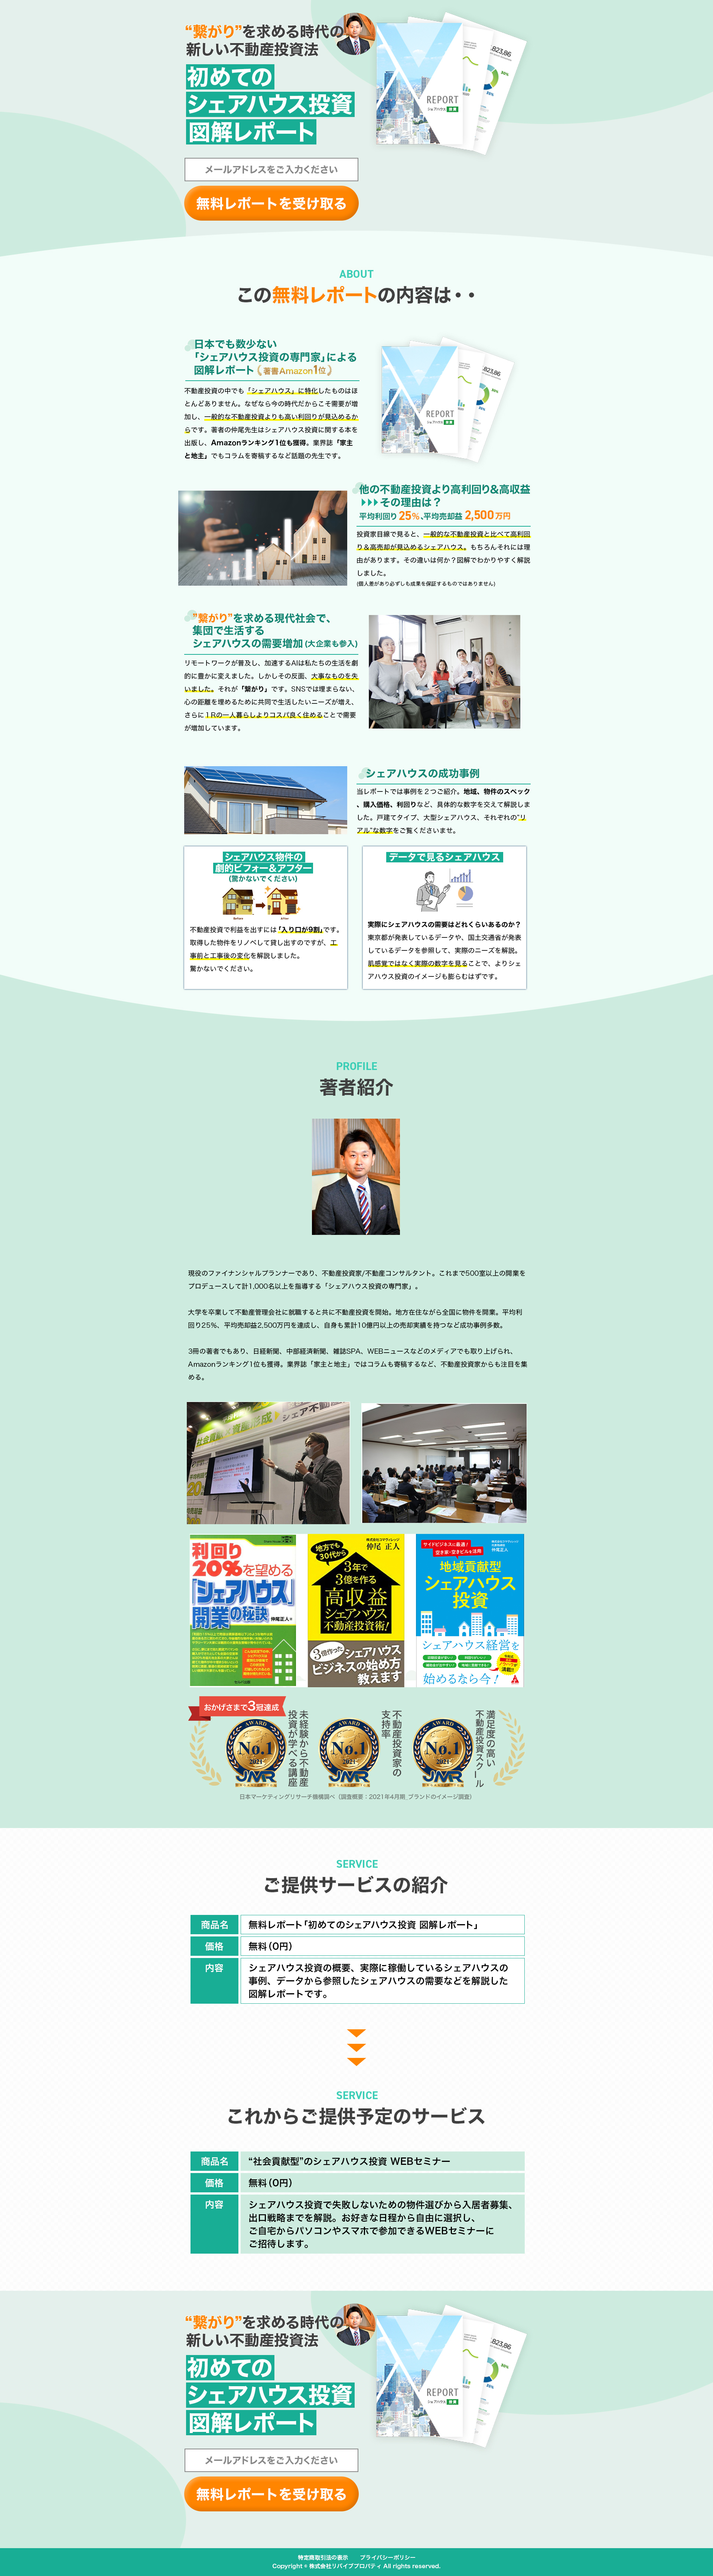 “繋がり”を求める時代の
新しい不動産投資法
初めての
シェアハウス投資
図解レポート
REPORT
シェアハウス 投資
823,86
メールアドレスをご入力ください
無料レポートを受け取る
ABOUT
この無料レポートの内容は・・
日本でも数少ない
「シェアハウス投資の専門家」による
図解レポート(著書Amazon1位)
不動産投資の中でも「シェアハウス」に特化したものはほ
とんどありません。なぜなら今の時代だからこそ需要が増
加し、一般的な不動産投資よりも高い利回りが見込めるか
らです。著者の仲尾先生はシェアハウス投資に関する本を
出版し、Amazonランキング1位も獲得。業界誌「家主
と地主」でもコラムを寄稿するなど話題の先生です。
REPORT
シェアハウス 投資
823,86
他の不動産投資より高利回り&高収益
その理由は？
平均利回り25%、平均売却益2,500万円
投資家目線で見ると、一般的な不動産投資と比べて高利回
り＆高売却が見込めるシェアハウス。もちろんそれには理
由があります。その違いは何か？図解でわかりやすく解説
しました。
(個人差があり必ずしも成果を保証するものではありません)
”繋がり”を求める現代社会で、
集団で生活する
シェアハウスの需要増加(大企業も参入)
リモートワークが普及し、加速するAIは私たちの生活を劇
的に豊かに変えました。しかしその反面、大事なものを失
いました。それが「繋がり」です。SNSでは埋まらない、
心の距離を埋めるために共同で生活したいニーズが増え、
さらに１Rの一人暮らしよりコスパ良く住めることで需要
が増加しています。
シェアハウスの成功事例
当レポートでは事例を２つご紹介。地域、物件のスペック
、購入価格、利回りなど、具体的な数字を交えて解説しま
した。戸建てタイプ、大型シェアハウス、それぞれの”リ
アル”な数字をご覧くださいませ。
シェアハウス物件の
劇的ビフォー&アフター
(驚かないでください)
Before
After
不動産投資で利益を出すには「入り口が9割」です。
取得した物件をリノベして貸し出すのですが、工
事前と工事後の変化を解説しました。
驚かないでください。
データで見るシェアハウス
実際にシェアハウスの需要はどれくらいあるのか？
東京都が発表しているデータや、国土交通省が発表
しているデータを参照して、実際のニーズを解説。
肌感覚ではなく実際の数字を見ることで、よりシェ
アハウス投資のイメージも膨らむはずです。
PROFILE
著者紹介
現役のファイナンシャルプランナーであり、不動産投資家/不動産コンサルタント。これまで500室以上の開業を
プロデュースして計1,000名以上を指導する「シェアハウス投資の専門家」。
大学を卒業して不動産管理会社に就職すると共に不動産投資を開始。地方在住ながら全国に物件を開業。平均利
回り25%、平均売却益2,500万円を達成し、自身も累計10億円以上の売却実績を持つなど成功事例多数。
3冊の著者でもあり、日経新聞、中部経済新聞、雑誌SPA、WEBニュースなどのメディアでも取り上げられ、
Amazonランキング1位も獲得。業界誌「家主と地主」ではコラムも寄稿するなど、不動産投資家からも注目を集
める。
利回り
20%を望める
「シェアハウス」
開業の秘訣
仲尾正人
地方でも
30代から
仲尾 正人
3年で
3億を作る
高収益
シェアハウス
不動産投資術!
3億作った
シェアハウス
ビジネスの始め方
教えます
サイドビジネスに最適!
空き家・空きビルを活用
仲尾正人
地域貢献型
シェアハウス
投資
シェアハウス経営を
始めるなら今!
おかげさまで3冠達成
AWARD
No.1
2021
JMR
未経験から不動産
投資が学べる講座
AWARD
No.1
2021
JMR
不動産投資家の
支持率
AWARD
No.1
2021
JMR
満足度の高い
不動産投資スクール
日本マーケティングリサーチ機構調べ（調査概要：2021年4月期_ブランドのイメージ調査）
SERVICE
ご提供サービスの紹介
商品名
無料レポート「初めてのシェアハウス投資 図解レポート」
価格
無料（0円）
内容
シェアハウス投資の概要、実際に稼働しているシェアハウスの
事例、データから参照したシェアハウスの需要などを解説した
図解レポートです。
SERVICE
これからご提供予定のサービス
商品名
“社会貢献型”のシェアハウス投資 WEBセミナー
価格
無料（0円）
内容
シェアハウス投資で失敗しないための物件選びから入居者募集、
出口戦略までを解説。お好きな日程から自由に選択し、
ご自宅からパソコンやスマホで参加できるWEBセミナーに
ご招待します。
“繋がり”を求める時代の
新しい不動産投資法
初めての
シェアハウス投資
図解レポート
REPORT
シェアハウス 投資
823,86
メールアドレスをご入力ください
無料レポートを受け取る
特定商取引法の表示
プライバシーポリシー
Copyright © 株式会社リバイブプロパティ All rights reserved.